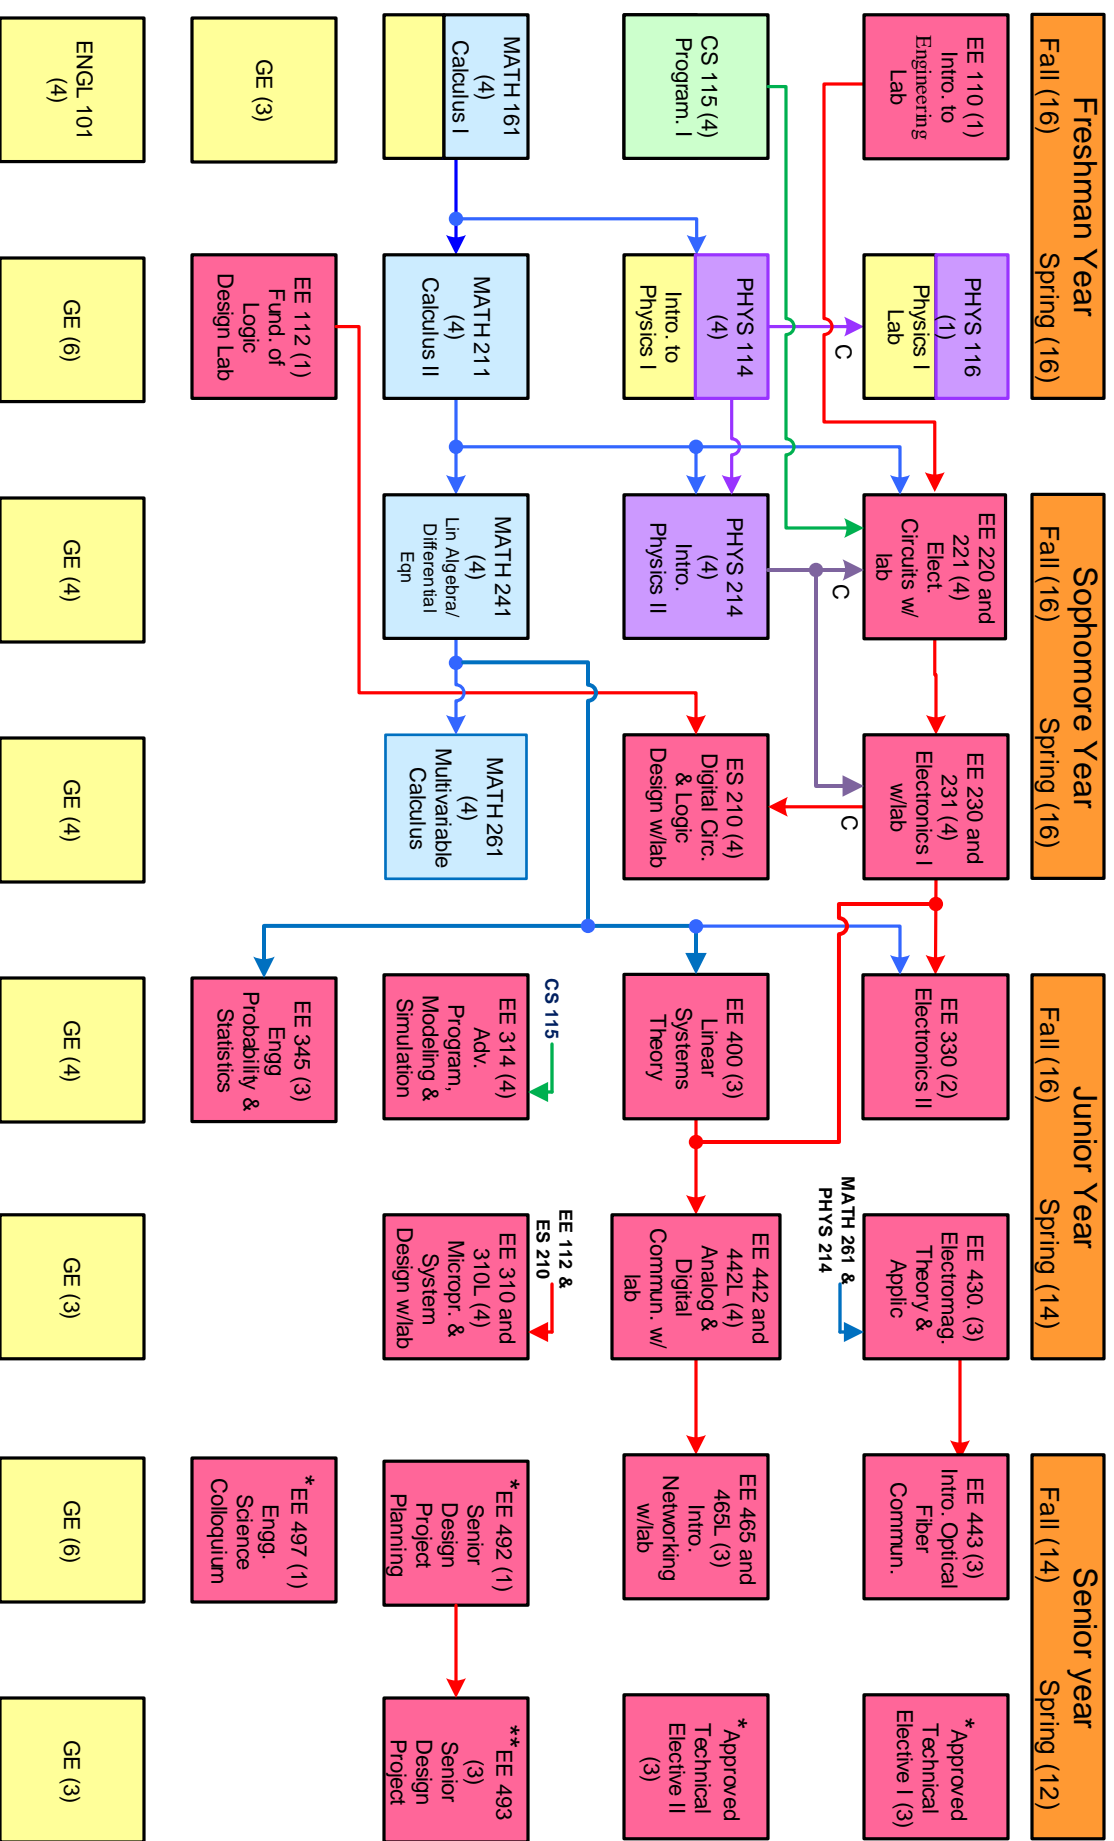 Freshman Year
Fall (16)
Spring (16)
Sophomore Year
Fall (16)
Spring (16)
Junior Year
Fall (16)
Spring (14)
Senior year
Fall (14)
Spring (12)
EE 110 (1)
Intro. to
Engineering
Lab
PHYS 116
(1)
Physics I
Lab
C
EE 220 and
221 (4)
Elect.
Circuits w/
lab
C
EE 230 and
231 (4)
Electronics I
w/lab
C
EE 330 (2)
Electronics II
EE 430. (3)
Electromag.
Theory &
Applic
MATH 261 &
PHYS 214
EE 443 (3)
Intro. Optical
Fiber
Commun.
* Approved
Technical
Elective I (3)
CS 115 (4)
Program. I
PHYS 114
(4)
Intro. to
Physics I
PHYS 214
(4)
Intro.
Physics II
ES 210 (4)
Digital Circ.
& Logic
Design w/lab
EE 400 (3)
Linear
Systems
Theory
EE 442 and
442L (4)
Analog &
Digital
Commun. w/
lab
EE 465 and
465L (3)
Intro.
Networking
w/lab
* Approved
Technical
Elective II
(3)
MATH 161
(4)
Calculus I
MATH 211
(4)
Calculus II
MATH 241
(4)
Lin Algebra/
Differential
Eqn
MATH 261
(4)
Multivariable
Calculus
CS 115
EE 314 (4)
Adv.
Program,
Modeling &
Simulation
EE 112 &
ES 210
EE 310 and
310L (4)
Micropr. &
System
Design w/lab
*EE 492 (1)
Senior
Design
Project
Planning
**EE 493
(3)
Senior
Design
Project
GE (3)
EE 112 (1)
Fund. of
Logic
Design Lab
EE 345 (3)
Engg
Probability &
Statistics
*EE 497 (1)
Engg.
Science
Colloquium
ENGL 101
(4)
GE (6)
GE (4)
GE (4)
GE (4)
GE (3)
GE (6)
GE (3)